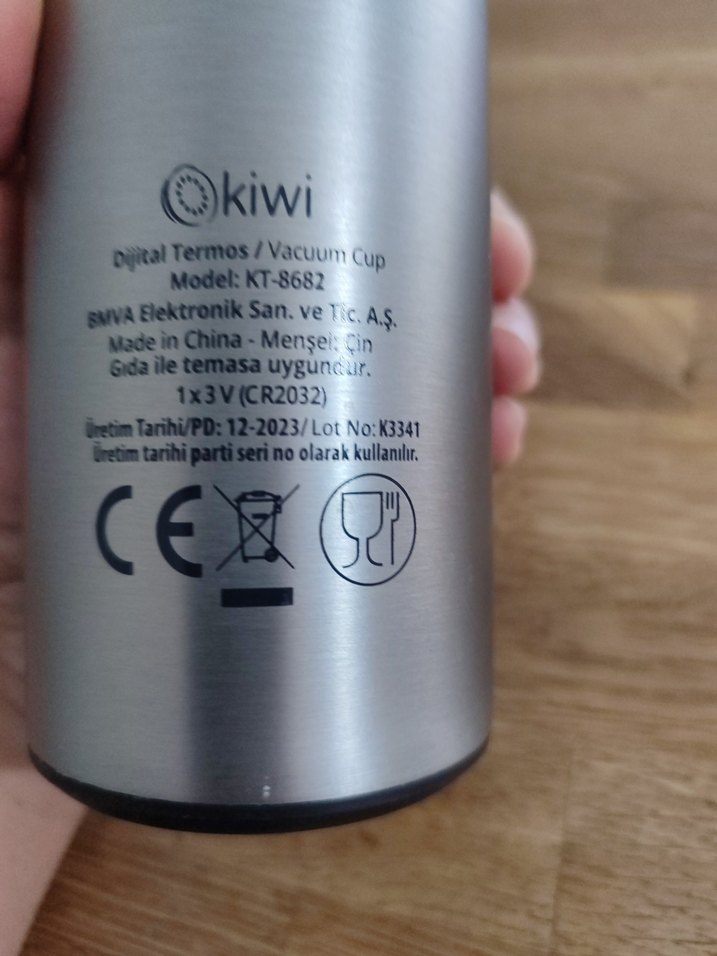 kiwi
Dijital Termos / Vacuum Cup
Model: KT-8682
BMVA Elektronik San. ve Tic. A.Ş.
Made in China - Menşei: Çin
Gıda ile temasa uygundur.
1 x 3 V (CR2032)
Üretim Tarihi/PD: 12-2023/ Lot No: K3341
Üretim tarihi parti seri no olarak kullanılır.
CE